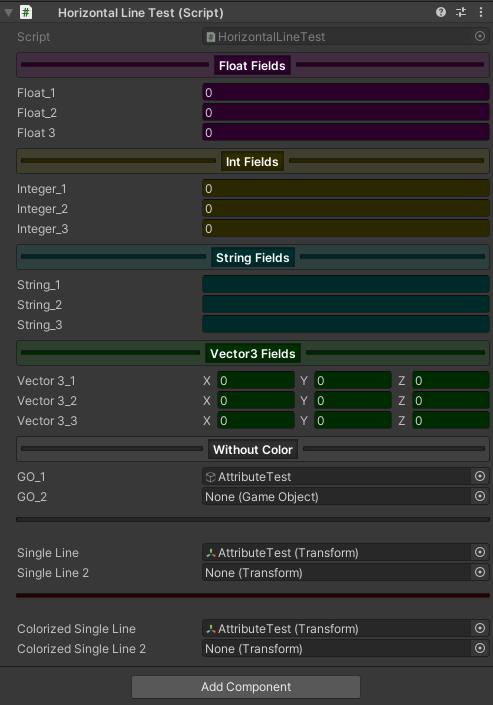 Horizontal Line Test (Script)
Script HorizontalLineTest
Float Fields
Float_1 0
Float_2 0
Float 3 0
Int Fields
Integer_1 0
Integer_2 0
Integer_3 0
String Fields
String_1
String_2
String_3
Vector3 Fields
Vector 3_1 X 0 Y 0 Z 0
Vector 3_2 X 0 Y 0 Z 0
Vector 3_3 X 0 Y 0 Z 0
Without Color
GO_1 AttributeTest
GO_2 None (Game Object)
Single Line AttributeTest (Transform)
Single Line 2 None (Transform)
Colorized Single Line AttributeTest (Transform)
Colorized Single Line 2 None (Transform)
Add Component